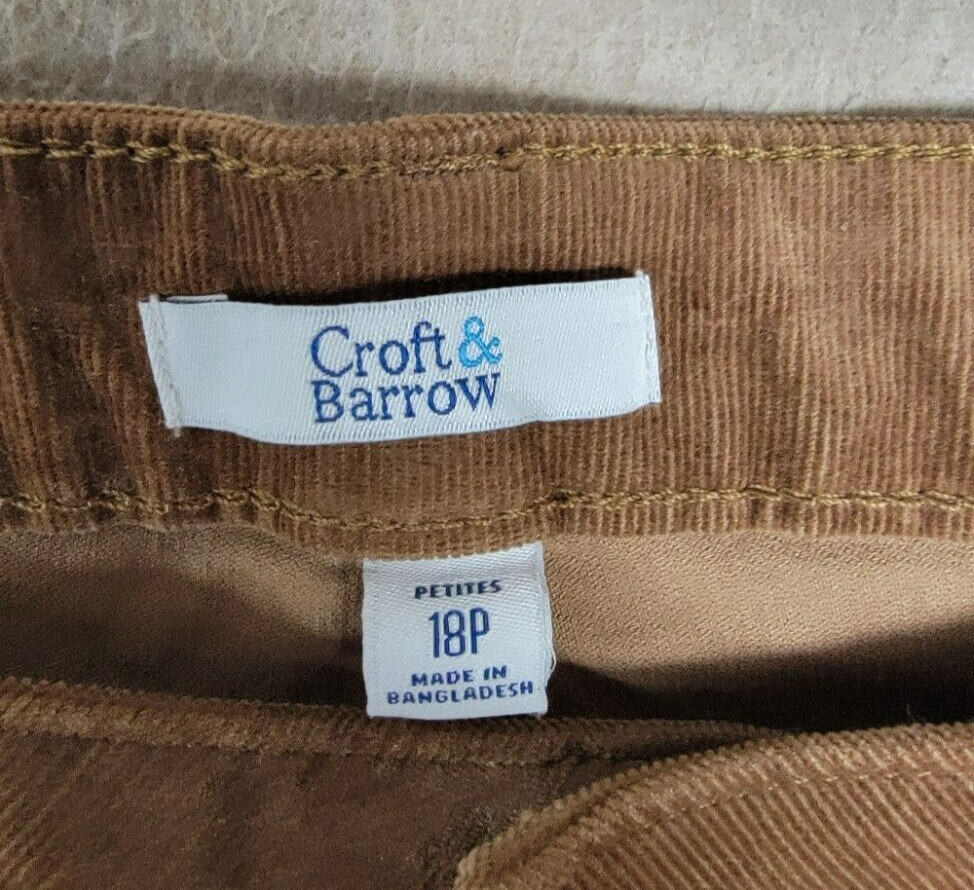 Croft &
Barrow
PETITES
18P
MADE IN
BANGLADESH